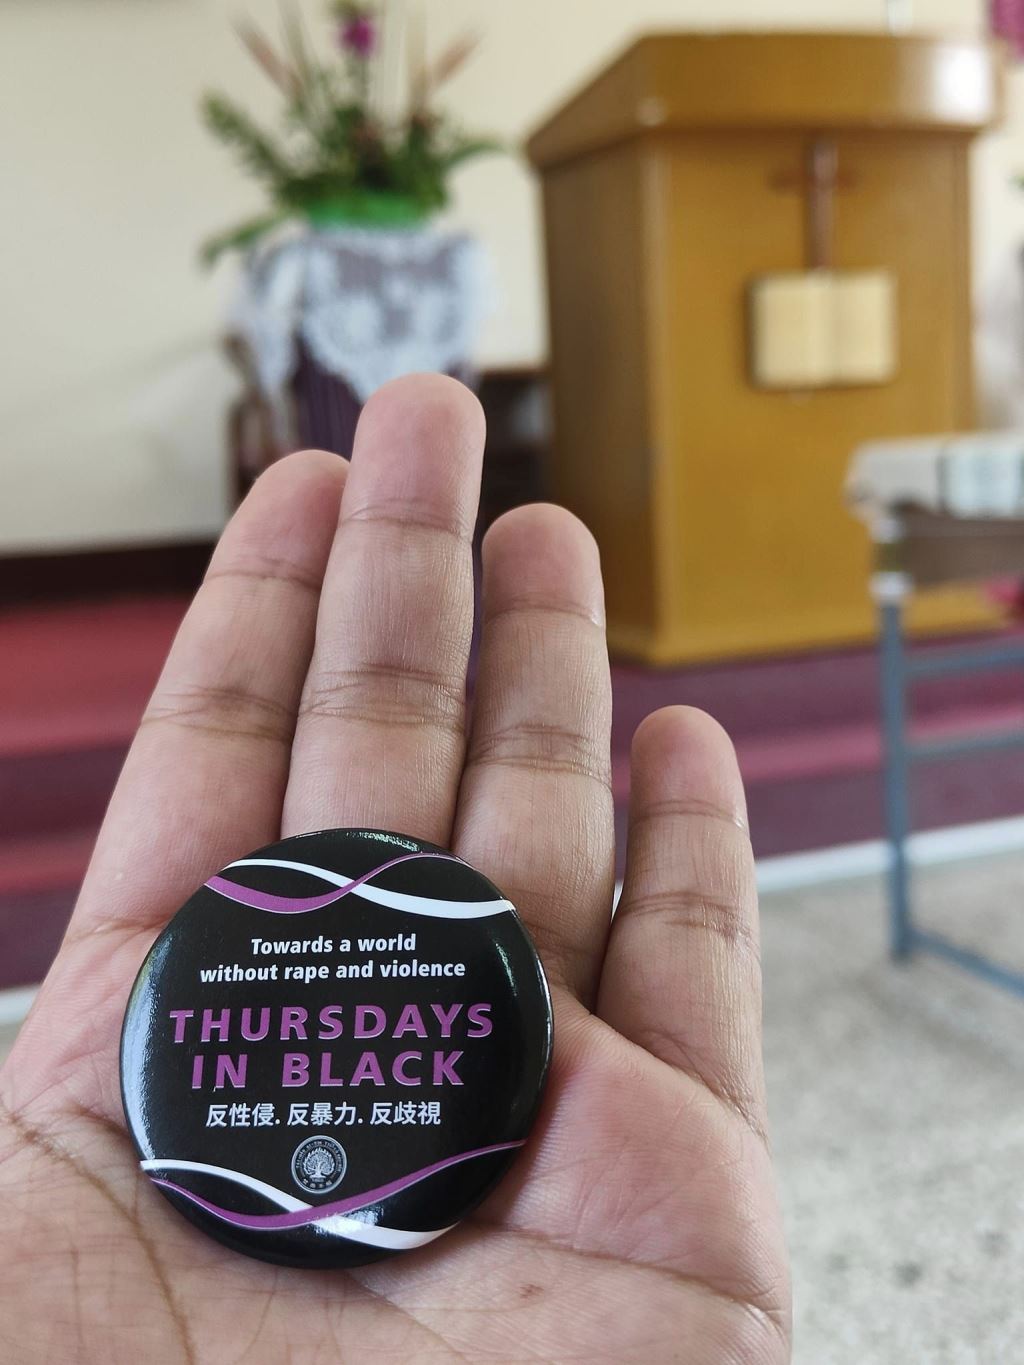 Towards a world
without rape and violence
THURSDAYS
IN BLACK
反性侵. 反暴力. 反歧視